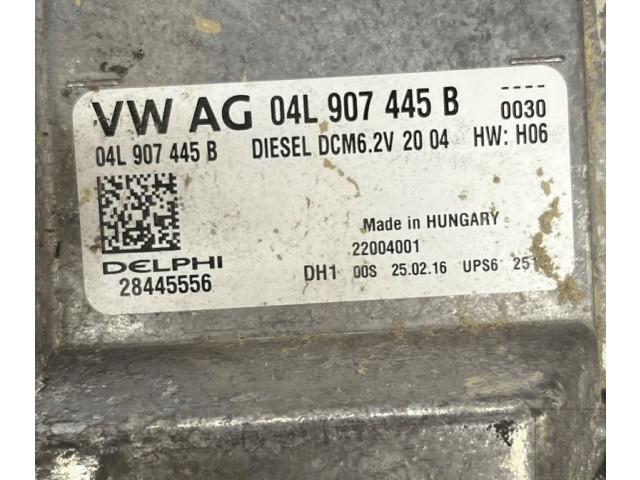 ----
VW AG 04L 907 445 B 0030
04L 907 445 B DIESEL DCM6.2V 20 04 HW: H06
Made in HUNGARY
22004001
DELPHI
DH1 00S 25.02.16 UPS6 251
28445556